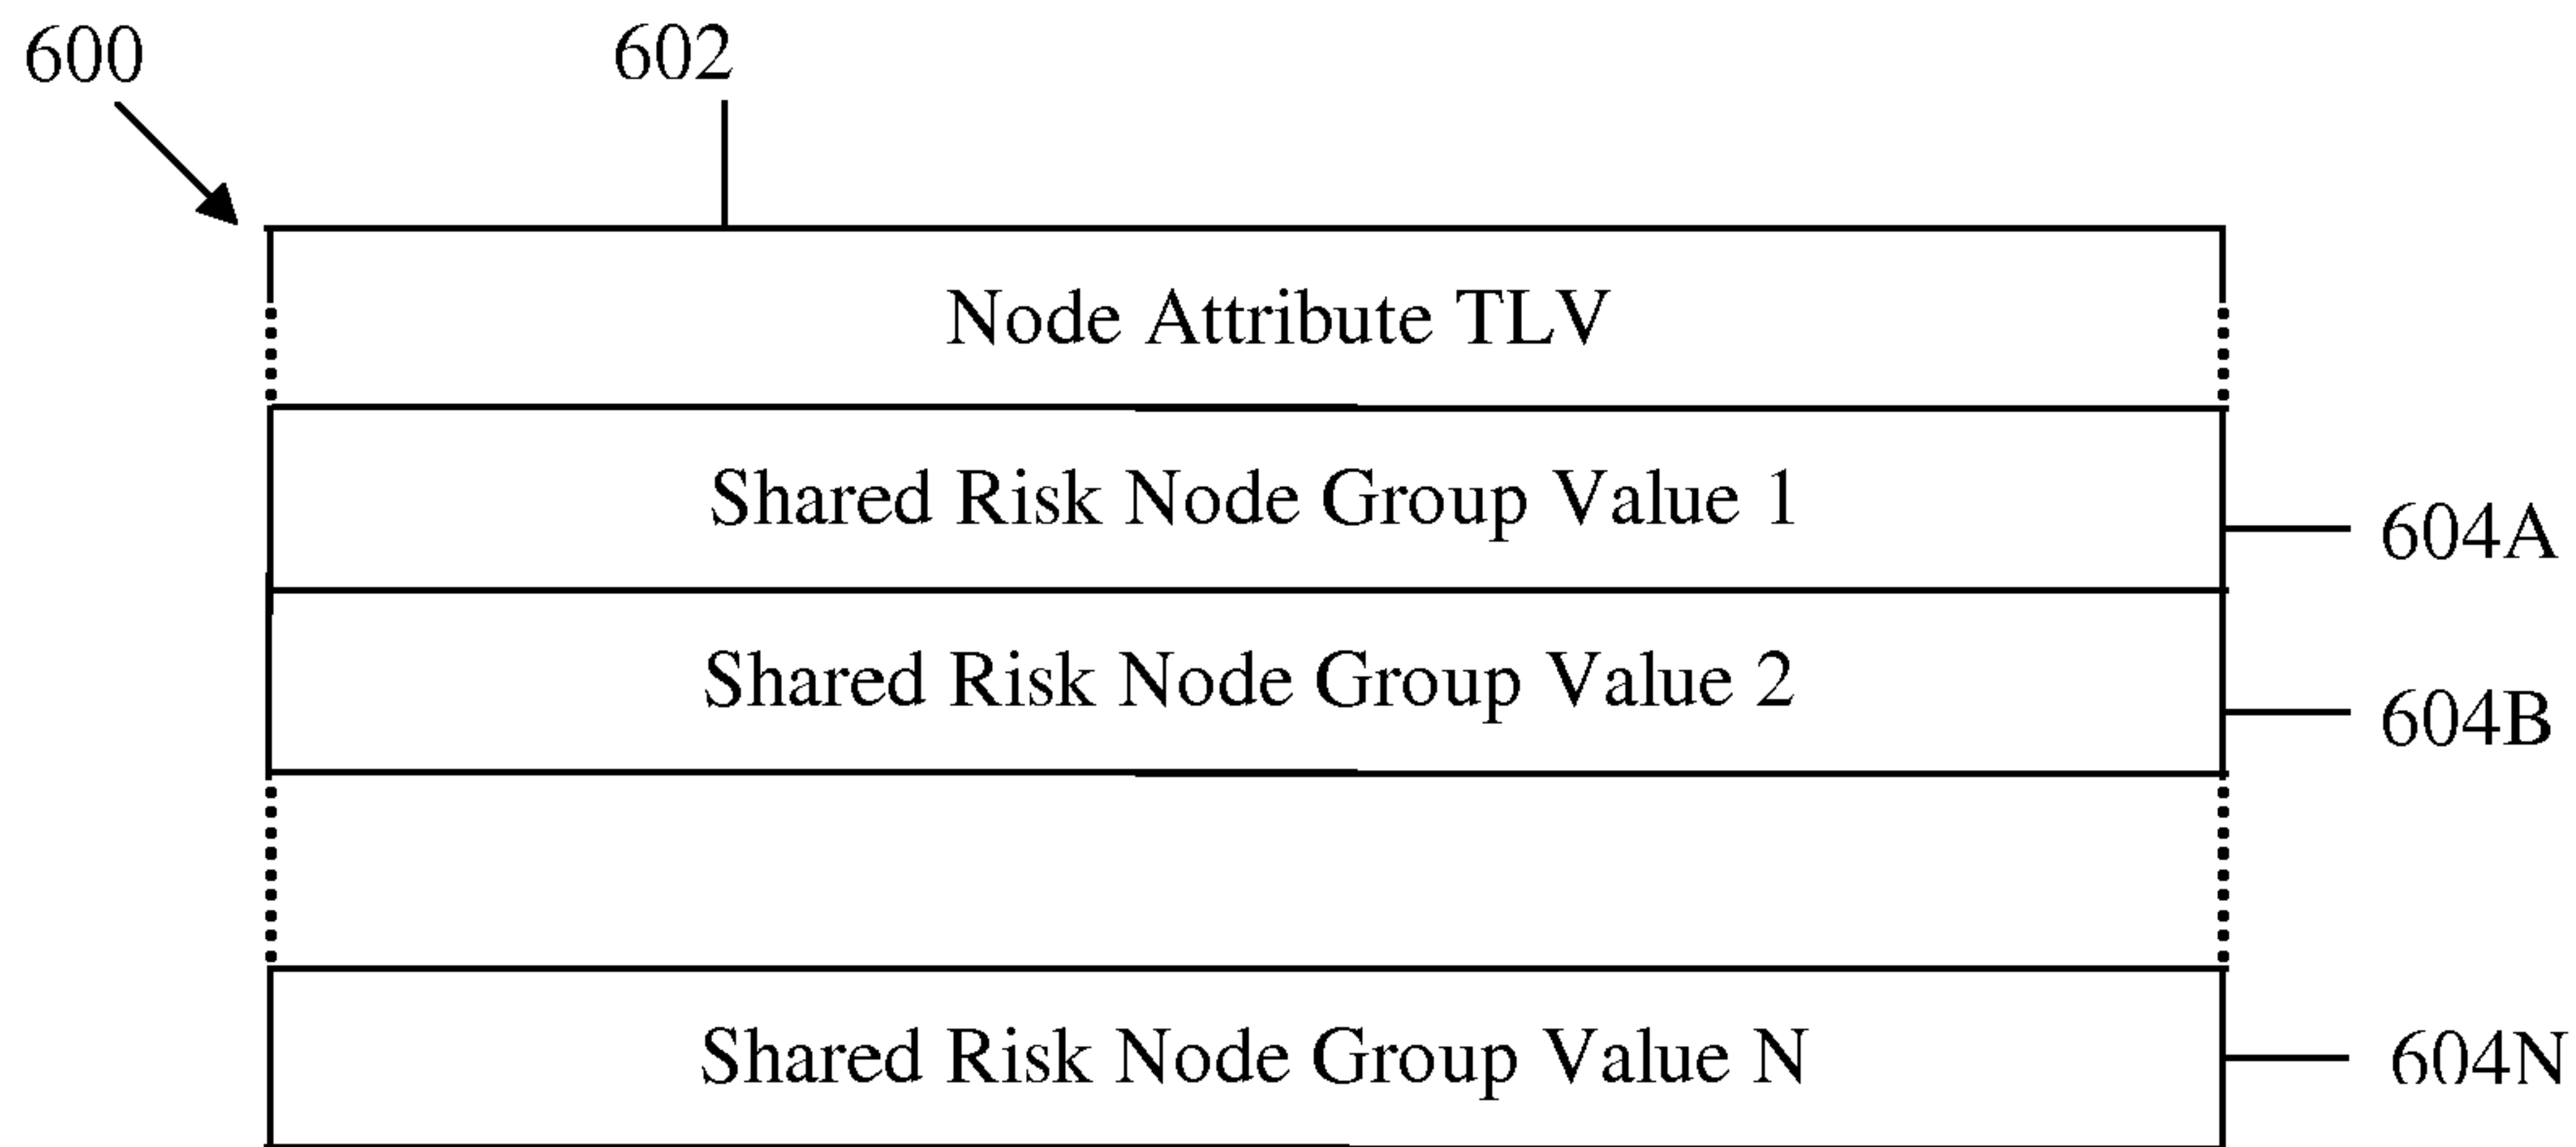 600
602
Node Attribute TLV
Shared Risk Node Group Value 1
604A
Shared Risk Node Group Value 2
604B
Shared Risk Node Group Value N
604N